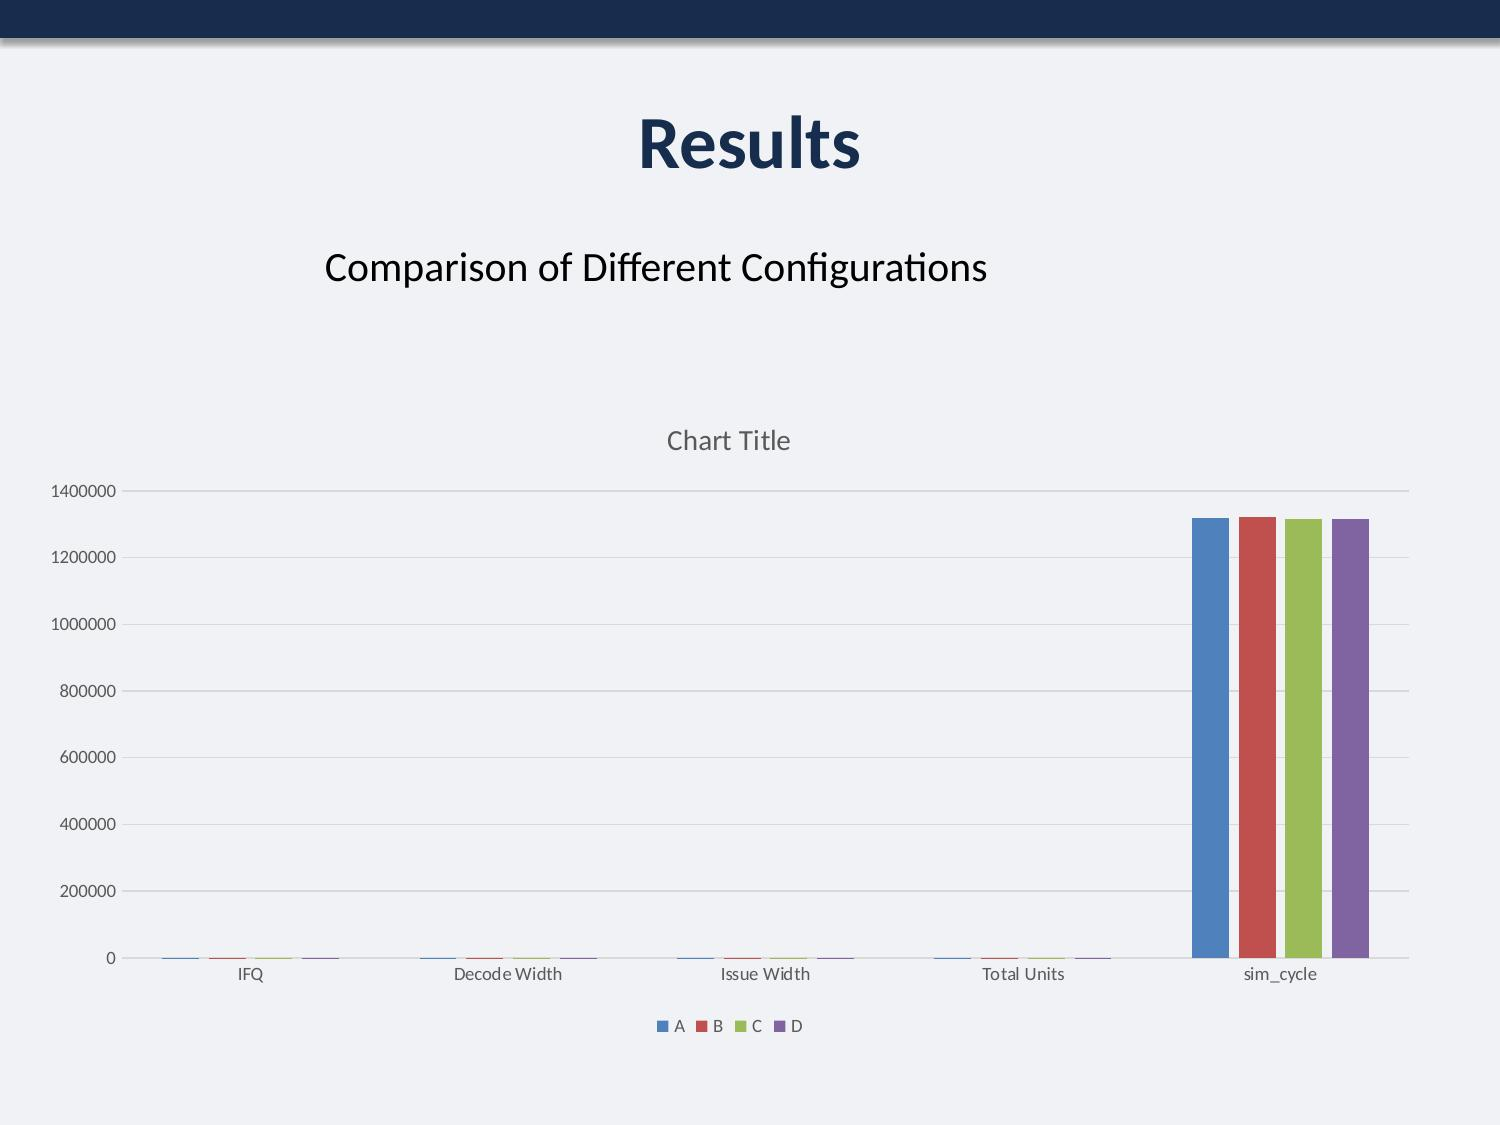 Results
Comparison of Different Configurations
Chart Title
1400000
1200000
1000000
800000
600000
400000
200000
0
IFQ Decode Width Issue Width Total Units sim_cycle
A B C D